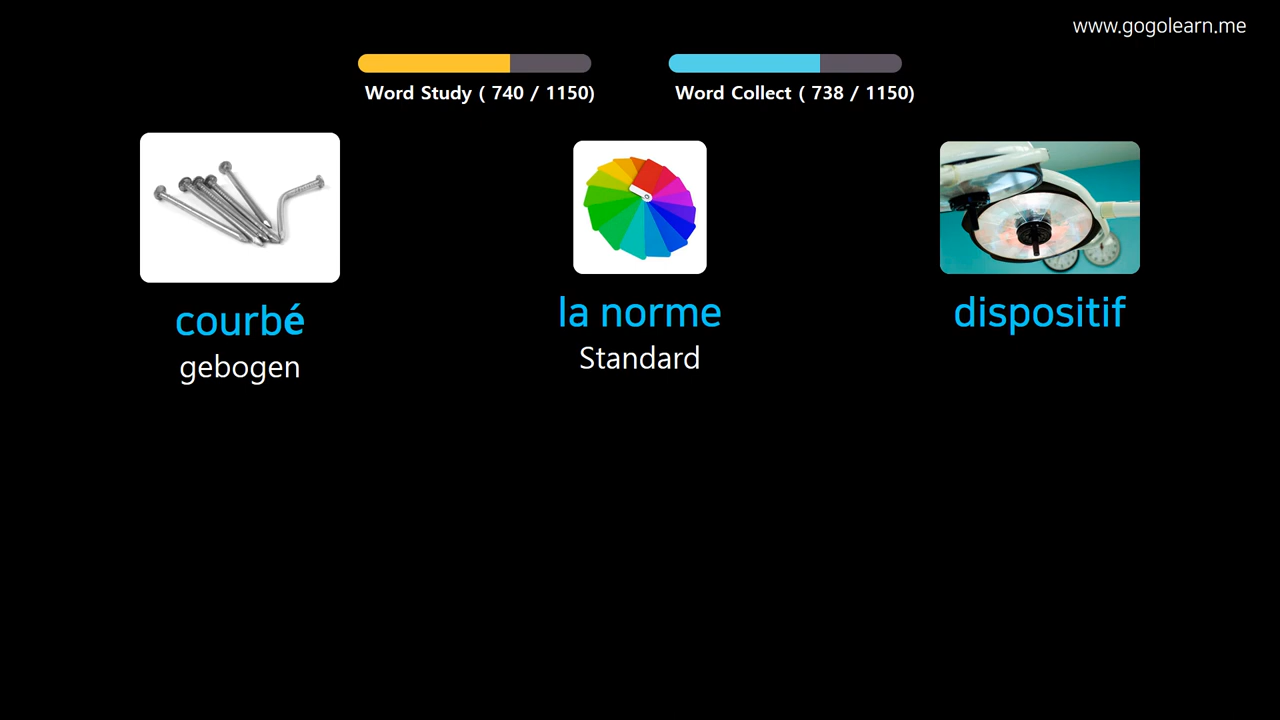 www.gogolearn.me
Word Study ( 740 / 1150)
Word Collect ( 738 / 1150)
courbé
gebogen
la norme
Standard
dispositif